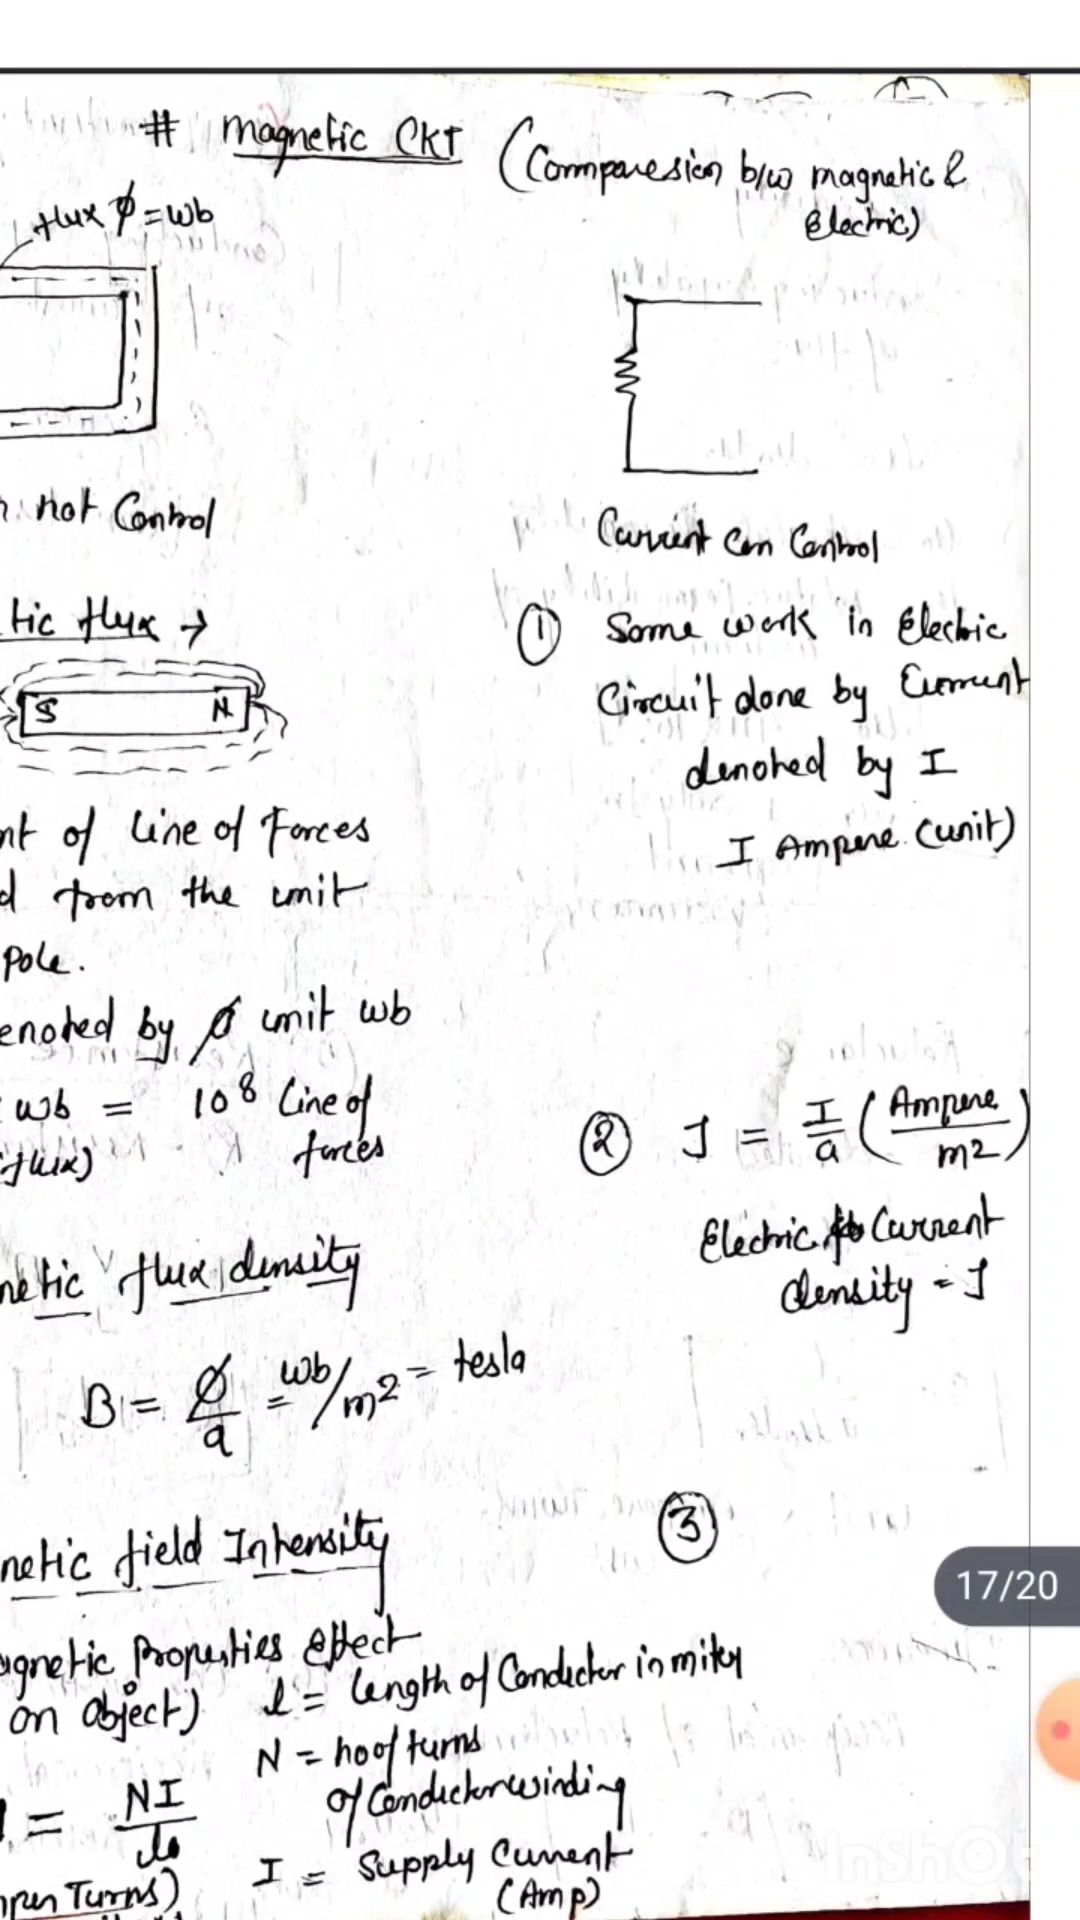 # Magnetic CKT (Comparesion b/w magnetic &
Electric)
flux φ = wb
not Control
Current Can Control
tic flux →
S N
① Some work in Electric
Circuit done by Current
denoted by I
I Ampere (unit)
nt of Line of Forces
d from the unit
pole.
enoted by φ unit wb
wb = 10⁸ Line of
forces
flux)
② J = I/a (Ampere/m²)
Electric Current
density = J
netic flux density
B = φ/a = wb/m² = tesla
③
netic field Intensity
17/20
agnetic Properties effect
on object)
l = length of Conductor in
N = no of turns
of Conductor winding
= NI/l
I = Supply Current
(Amp)
Turns)
InShO